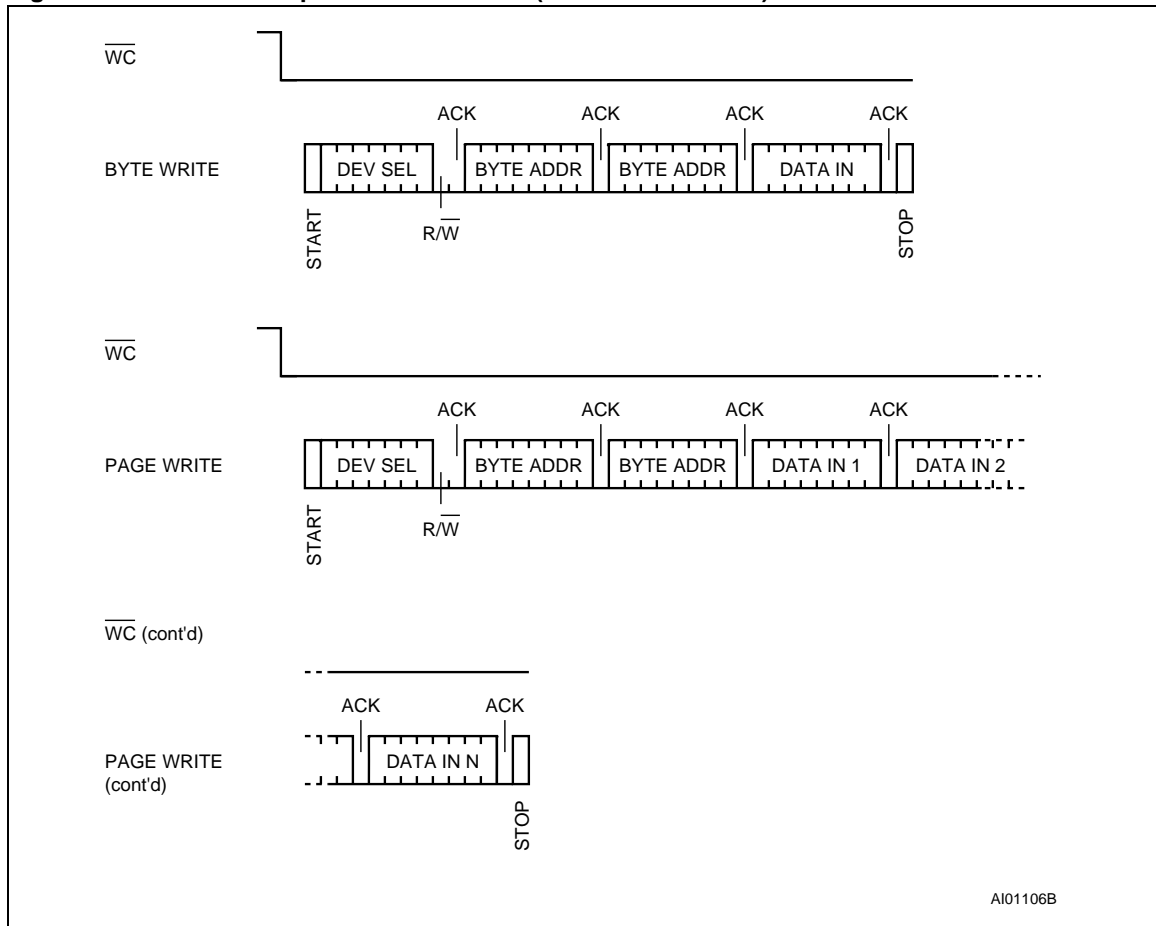 WC
ACK ACK ACK ACK
BYTE WRITE DEV SEL BYTE ADDR BYTE ADDR DATA IN
START R/W STOP
WC
ACK ACK ACK ACK
PAGE WRITE DEV SEL BYTE ADDR BYTE ADDR DATA IN 1 DATA IN 2
START R/W
WC (cont'd)
ACK ACK
PAGE WRITE DATA IN N
(cont'd)
STOP
AI01106B